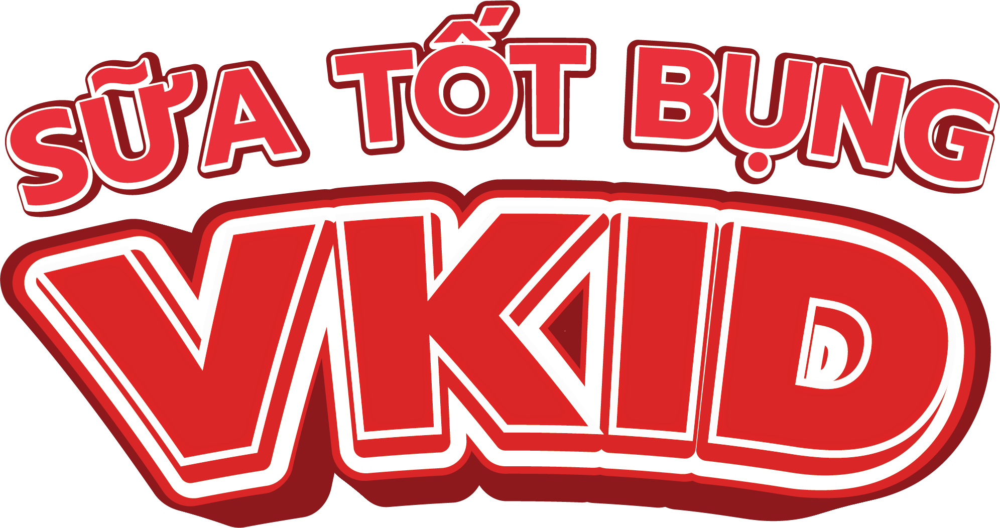 SỮA TỐT BỤNG
VKID